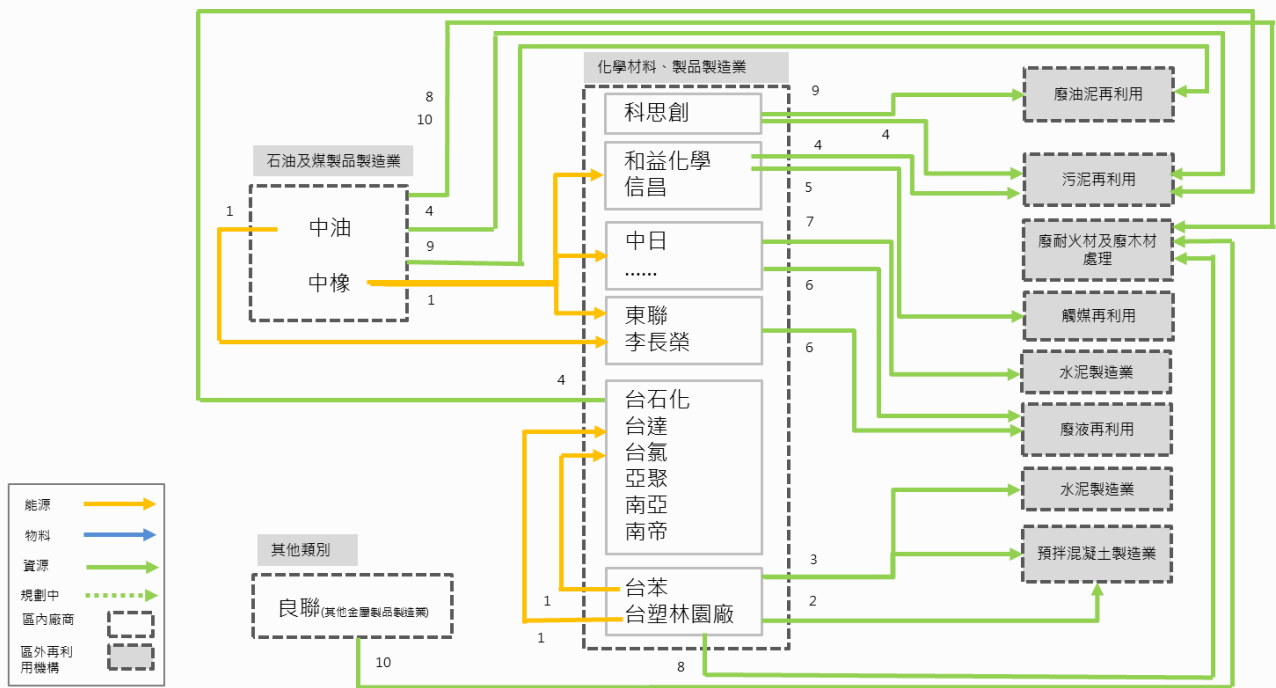 化學材料、製品製造業
9
8
10
科思創
廢油泥再利用
4
石油及煤製品製造業
4
和益化學
信昌
污泥再利用
5
1
4
中油
7
中日
......
廢耐火材及廢木材
處理
9
中橡
1
6
東聯
李長榮
觸媒再利用
6
水泥製造業
4
台石化
台達
台氯
亞聚
南亞
南帝
廢液再利用
水泥製造業
能源
物料
資源
規劃中
區內廠商
區外再利
用機構
其他類別
預拌混凝土製造業
3
良聯(其他金屬製品製造業)
1
台苯
台塑林園廠
2
1
10
8